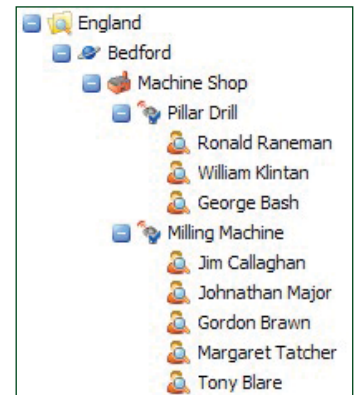 England
Bedford
Machine Shop
Pillar Drill
Ronald Raneman
William Klintan
George Bash
Milling Machine
Jim Callaghan
Johnathan Major
Gordon Brawn
Margaret Tatcher
Tony Blare